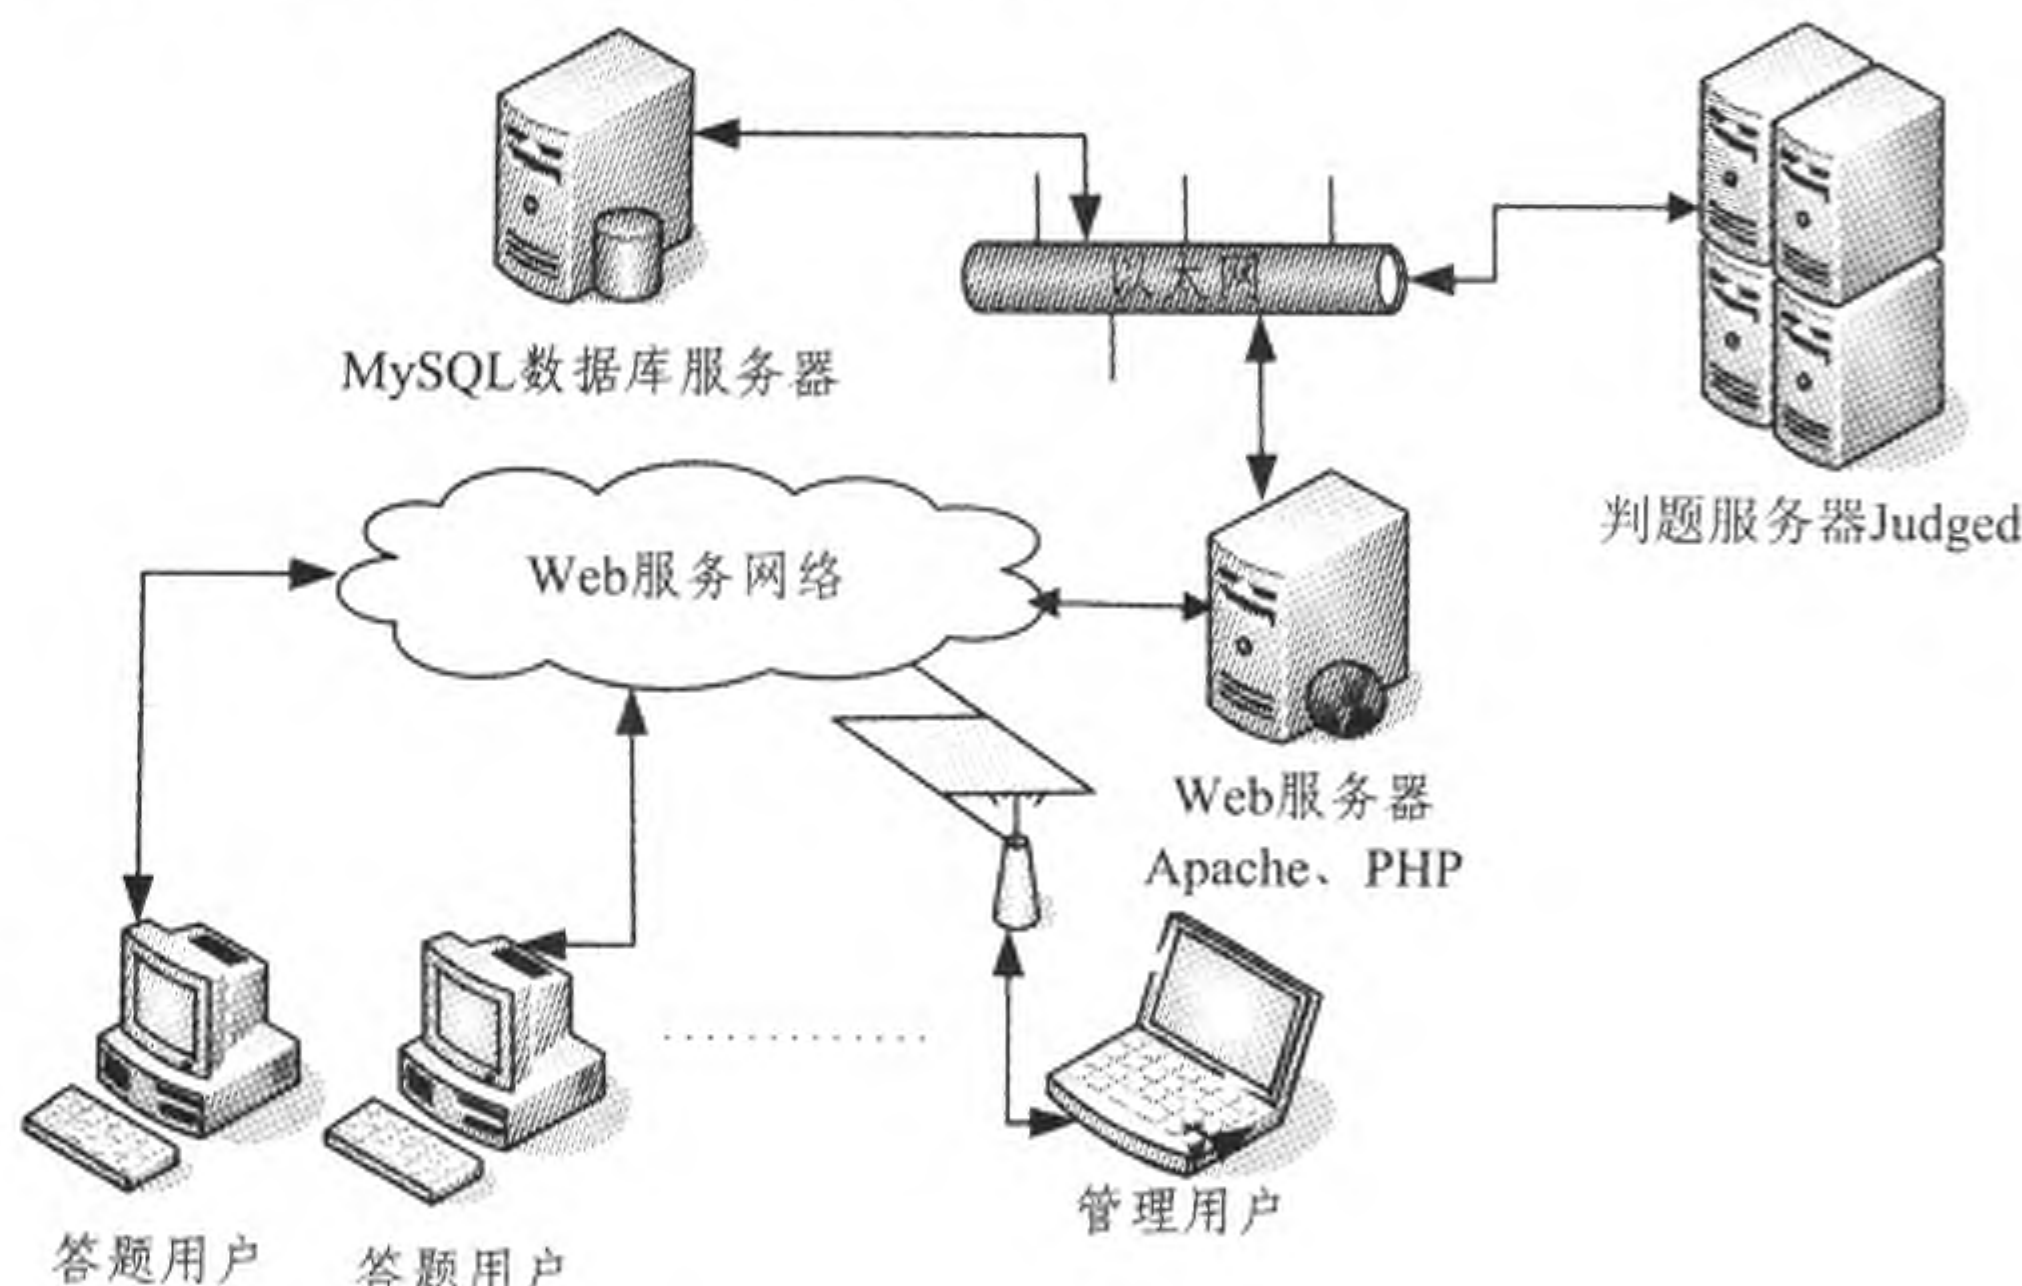 以太网
MySQL数据库服务器
判题服务器Judged
Web服务网络
Web服务器
Apache、PHP
管理用户
答题用户
答题用户